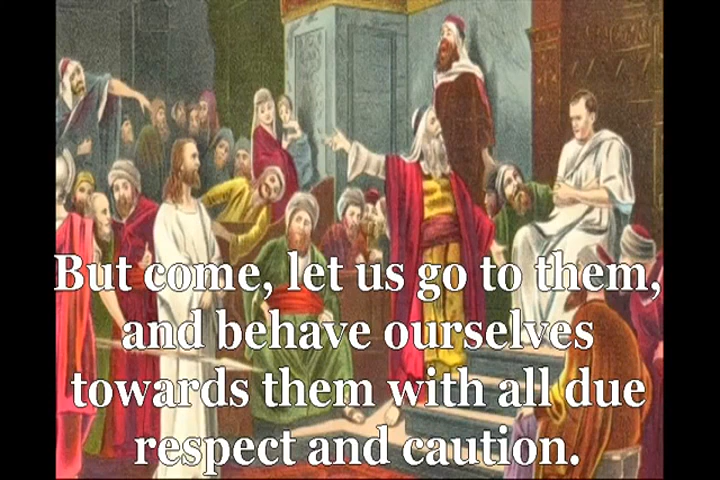 But come, let us go to them,
and behave ourselves
towards them with all due
respect and caution.